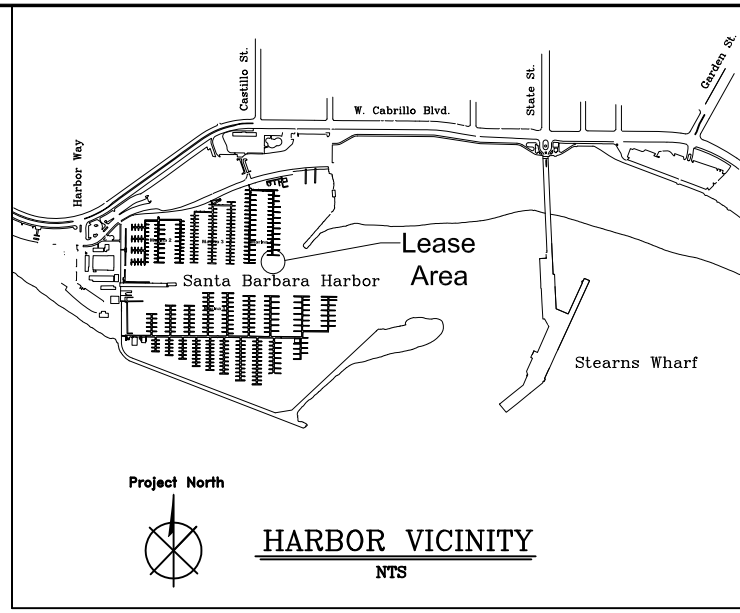 Garden St.
Castillo St.
State St.
W. Cabrillo Blvd.
Harbor Way
Lease
Area
Santa Barbara Harbor
Stearns Wharf
Project North
HARBOR VICINITY
NTS